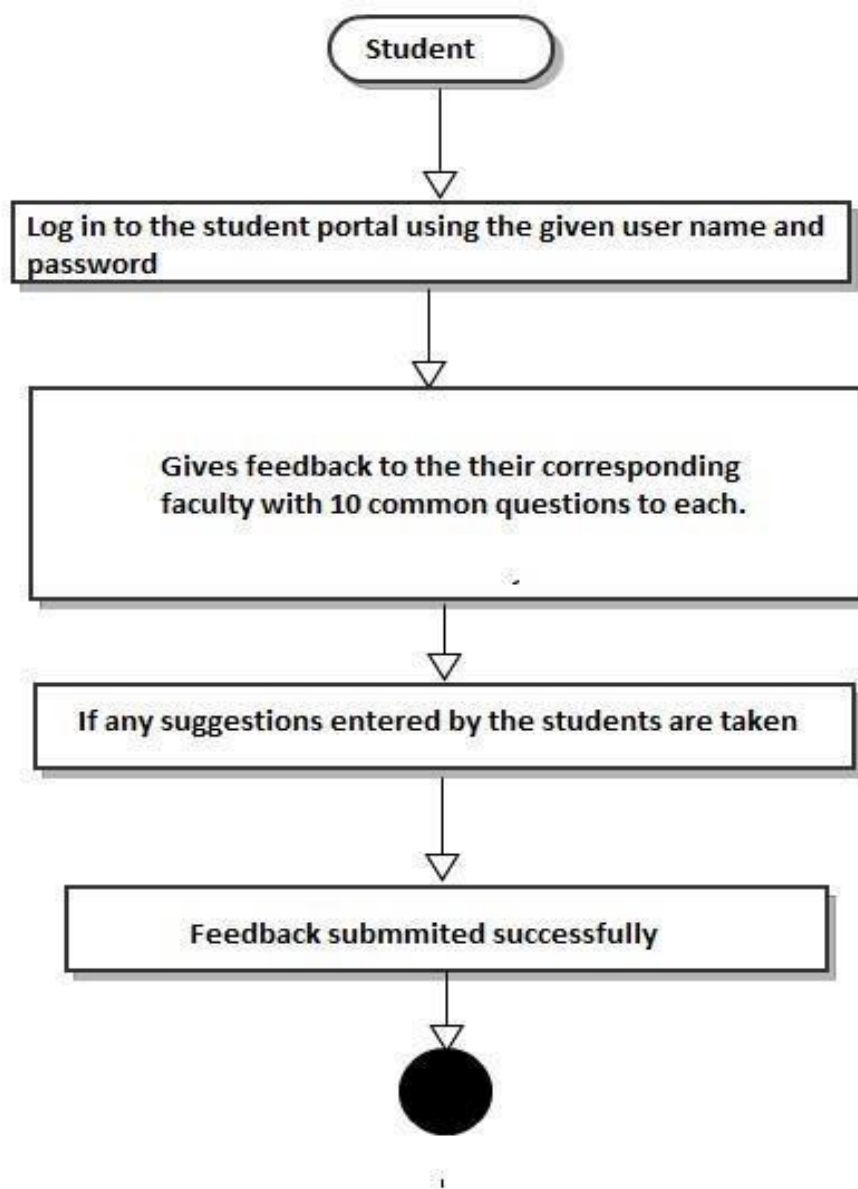 Student
Log in to the student portal using the given user name and
password
Gives feedback to the their corresponding
faculty with 10 common questions to each.
If any suggestions entered by the students are taken
Feedback submmited successfully